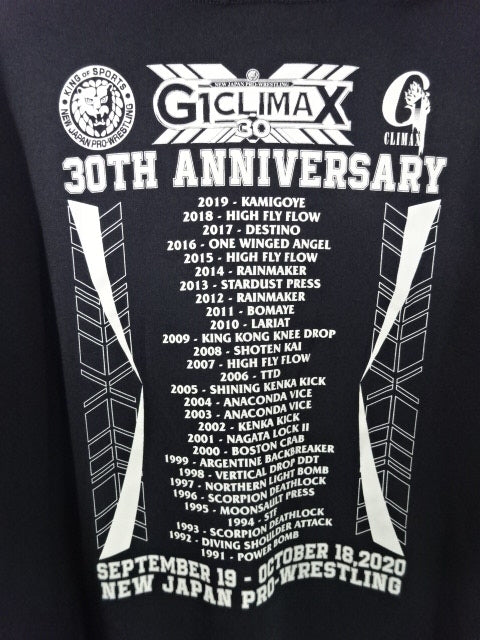 KING OF SPORTS
NEW JAPAN PRO-WRESTLING
NEW JAPAN PRO-WRESTLING
G1 CLIMAX
30
G1
CLIMAX
30TH ANNIVERSARY
2019 - KAMIGOYE
2018 - HIGH FLY FLOW
2017 - DESTINO
2016 - ONE WINGED ANGEL
2015 - HIGH FLY FLOW
2014 - RAINMAKER
2013 - STARDUST PRESS
2012 - RAINMAKER
2011 - BOMAYE
2010 - LARIAT
2009 - KING KONG KNEE DROP
2008 - SHOTEN KAI
2007 - HIGH FLY FLOW
2006 - TTD
2005 - SHINING KENKA KICK
2004 - ANACONDA VICE
2003 - ANACONDA VICE
2002 - KENKA KICK
2001 - NAGATA LOCK II
2000 - BOSTON CRAB
1999 - ARGENTINE BACKBREAKER
1998 - VERTICAL DROP DDT
1997 - NORTHERN LIGHT BOMB
1996 - SCORPION DEATHLOCK
1995 - MOONSAULT PRESS
1994 - STF
1993 - SCORPION DEATHLOCK
1992 - DIVING SHOULDER ATTACK
1991 - POWER BOMB
SEPTEMBER 19 - OCTOBER 18,2020
NEW JAPAN PRO-WRESTLING